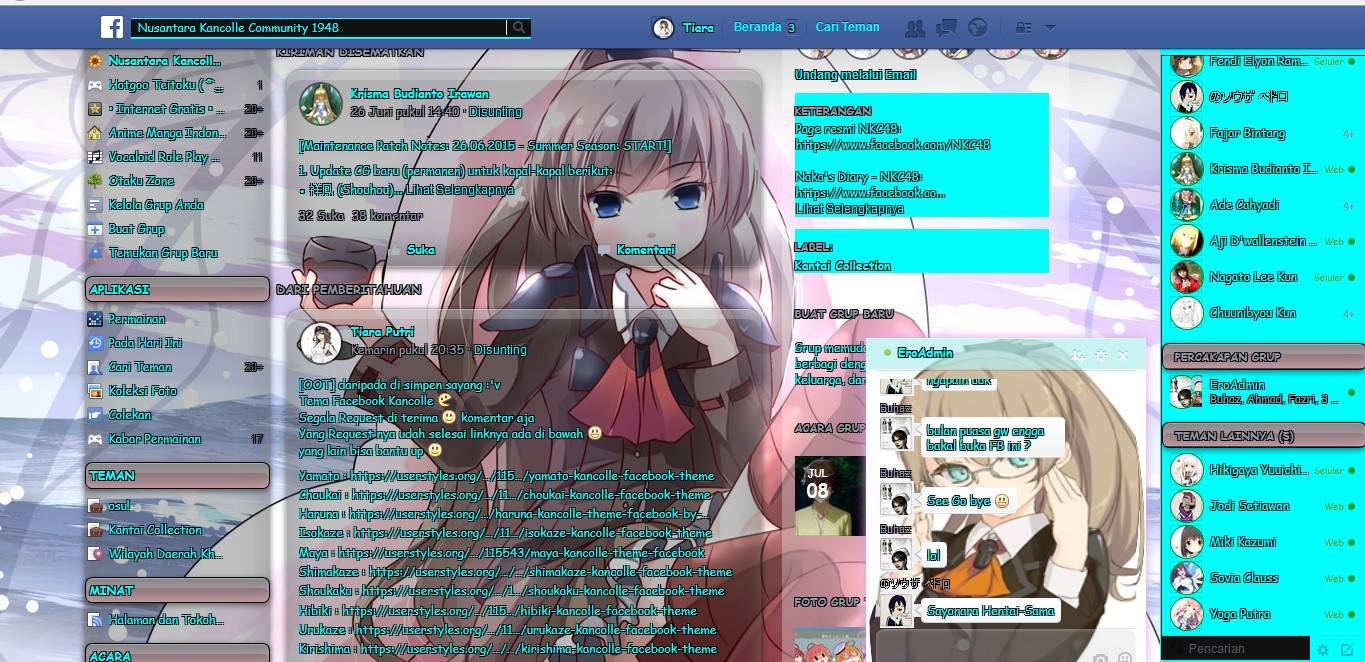 Nusantara Kancolle Community 1948
Tiara
Beranda 3
Cari Teman
Nusantara Kancoll...
Hotgoo Teitoku (
1
• Internet Gratis • ...
20+
Anime Manga Indon...
20+
Vocaloid Role Play ...
11
Otaku Zone
20+
Kelola Grup Anda
Buat Grup
Temukan Grup Baru
APLIKASI
Permainan
Pada Hari Ini
Cari Teman
20+
Koleksi Foto
Colekan
Kabar Permainan
17
TEMAN
osu!
Kantai Collection
Wilayah Daerah Kh...
MINAT
Halaman dan Tokoh...
ACARA
KIRIMAN DISEMATKAN
Krisma Budianto Irawan
26 Juni pukul 14:40 · Disunting
[Maintenance Patch Notes: 26.06.2015 - Summer Season: START!]
1. Update CG baru (permanen) untuk kapal-kapal berikut:
- 祥鳳 (Shouhou)... Lihat Selengkapnya
32 Suka 38 komentar
Suka
Komentari
DARI PEMBERITAHUAN
Tiara Putri
Kemarin pukul 20:35 · Disunting
[OOT] daripada di simpen sayang :'v
Tema Facebook Kancolle
Segala Request di terima komentar aja
Yang Request nya udah selesai linknya ada di bawah
yang lain bisa bantu up
Yamato : https://userstyles.org/.../115.../yamato-kancolle-facebook-theme
Choukai : https://userstyles.org/.../11.../choukai-kancolle-facebook-theme
Haruna : https://userstyles.org/.../haruna-kancolle-theme-facebook-by-...
Isokaze : https://userstyles.org/.../11.../isokaze-kancolle-facebook-theme
Maya : https://userstyles.org/.../115543/maya-kancolle-theme-facebook
Shimakaze : https://userstyles.org/.../.../shimakaze-kancolle-facebook-theme
Shoukaku : https://userstyles.org/.../1.../shoukaku-kancolle-facebook-theme
Hibiki : https://userstyles.org/.../115.../hibiki-kancolle-facebook-theme
Urukaze : https://userstyles.org/.../11.../urukaze-kancolle-facebook-theme
Kirishima : https://userstyles.org/.../.../kirishima-kancolle-facebook-theme
Undang melalui Email
KETERANGAN
Page resmi NKC48:
https://www.facebook.com/NKC48
Naka's Diary - NKC48:
https://www.facebook.co...
Lihat Selengkapnya
LABEL:
Kantai Collection
BUAT GRUP BARU
Grup memuda
berbagi deng
keluarga, dan
ACARA GRUP
JUL
08
FOTO GRUP
EroAdmin
ngapain
Buhaz
bulan puasa gw engga
bakal buka FB ini ?
Buhaz
See Go bye
Buhaz
lol
のソウザ ベドロ
Sayonara Hentai-Sama
Fendi Elyon Ram...
Seluler
のソウザ ベドロ
Fajar Bintang
4+
Krisma Budianto I...
Web
Ade Cahyadi
4+
Aji D'wallenstein ...
Web
Nagato Lee Kun
Seluler
Chuunibyou Kun
4+
PERCAKAPAN GRUP
EroAdmin
Buhaz, Ahmad, Fazri, 3 ...
TEMAN LAINNYA (5)
Hikigaya Yuuichi...
Seluler
Jodi Setiawan
Web
Miki Kazumi
Web
Sovia Clauss
Web
Yoga Putra
Web
Pencarian